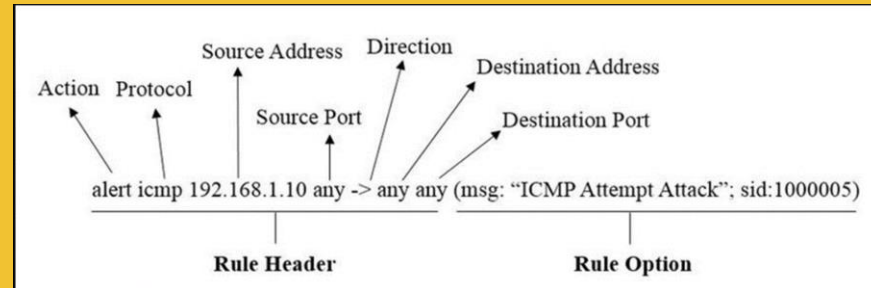 Source Address Direction
Destination Address
Action Protocol
Source Port Destination Port
alert icmp 192.168.1.10 any -> any any (msg: “ICMP Attempt Attack”; sid:1000005)
Rule Header Rule Option